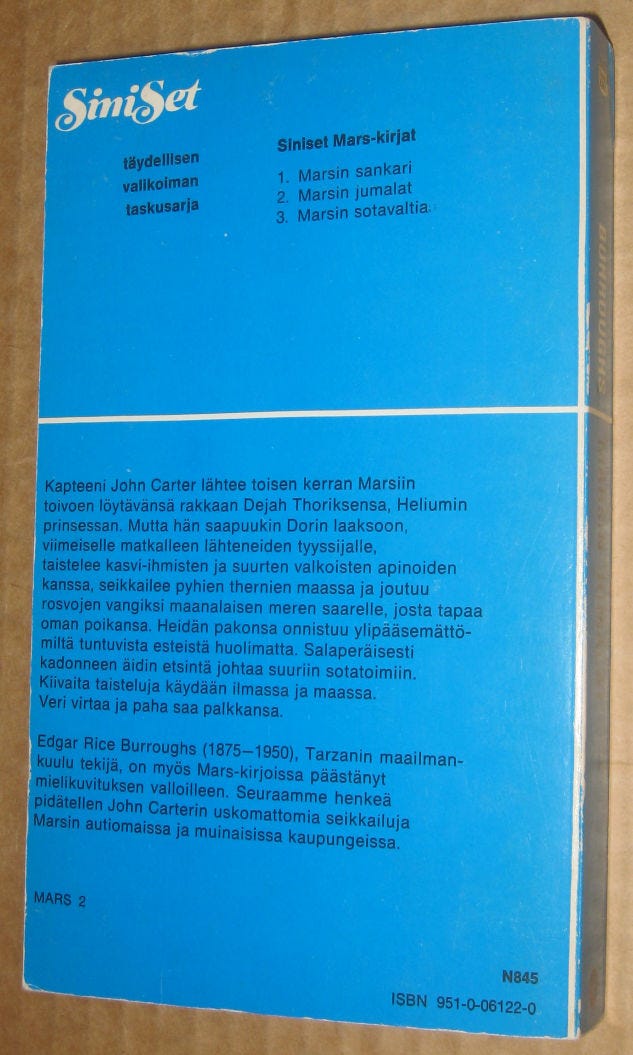 SiniSet
täydellisen
valikoiman
taskusarja
Siniset Mars-kirjat
1. Marsin sankari
2. Marsin jumalat
3. Marsin sotavaltias
Kapteeni John Carter lähtee toisen kerran Marsiin
toivoen löytävänsä rakkaan Dejah Thoriksensa, Heliumin
prinsessan. Mutta hän saapuukin Dorin laaksoon,
viimeiselle matkalleen lähteneiden tyyssijalle,
taistelee kasvi-ihmisten ja suurten valkoisten apinoiden
kanssa, seikkailee pyhien thernien maassa ja joutuu
rosvojen vangiksi maanalaisen meren saarelle, josta tapaa
oman poikansa. Heidän pakonsa onnistuu ylipääsemättö-
miltä tuntuvista esteistä huolimatta. Salaperäisesti
kadonneen äidin etsintä johtaa suuriin sotatoimiin.
Kiivaita taisteluja käydään ilmassa ja maassa.
Veri virtaa ja paha saa palkkansa.
Edgar Rice Burroughs (1875—1950), Tarzanin maailman-
kuulu tekijä, on myös Mars-kirjoissa päästänyt
mielikuvituksen valloilleen. Seuraamme henkeä
pidätellen John Carterin uskomattomia seikkailuja
Marsin autiomaissa ja muinaisissa kaupungeissa.
MARS 2
N845
ISBN 951-0-06122-0
BURROUGHS